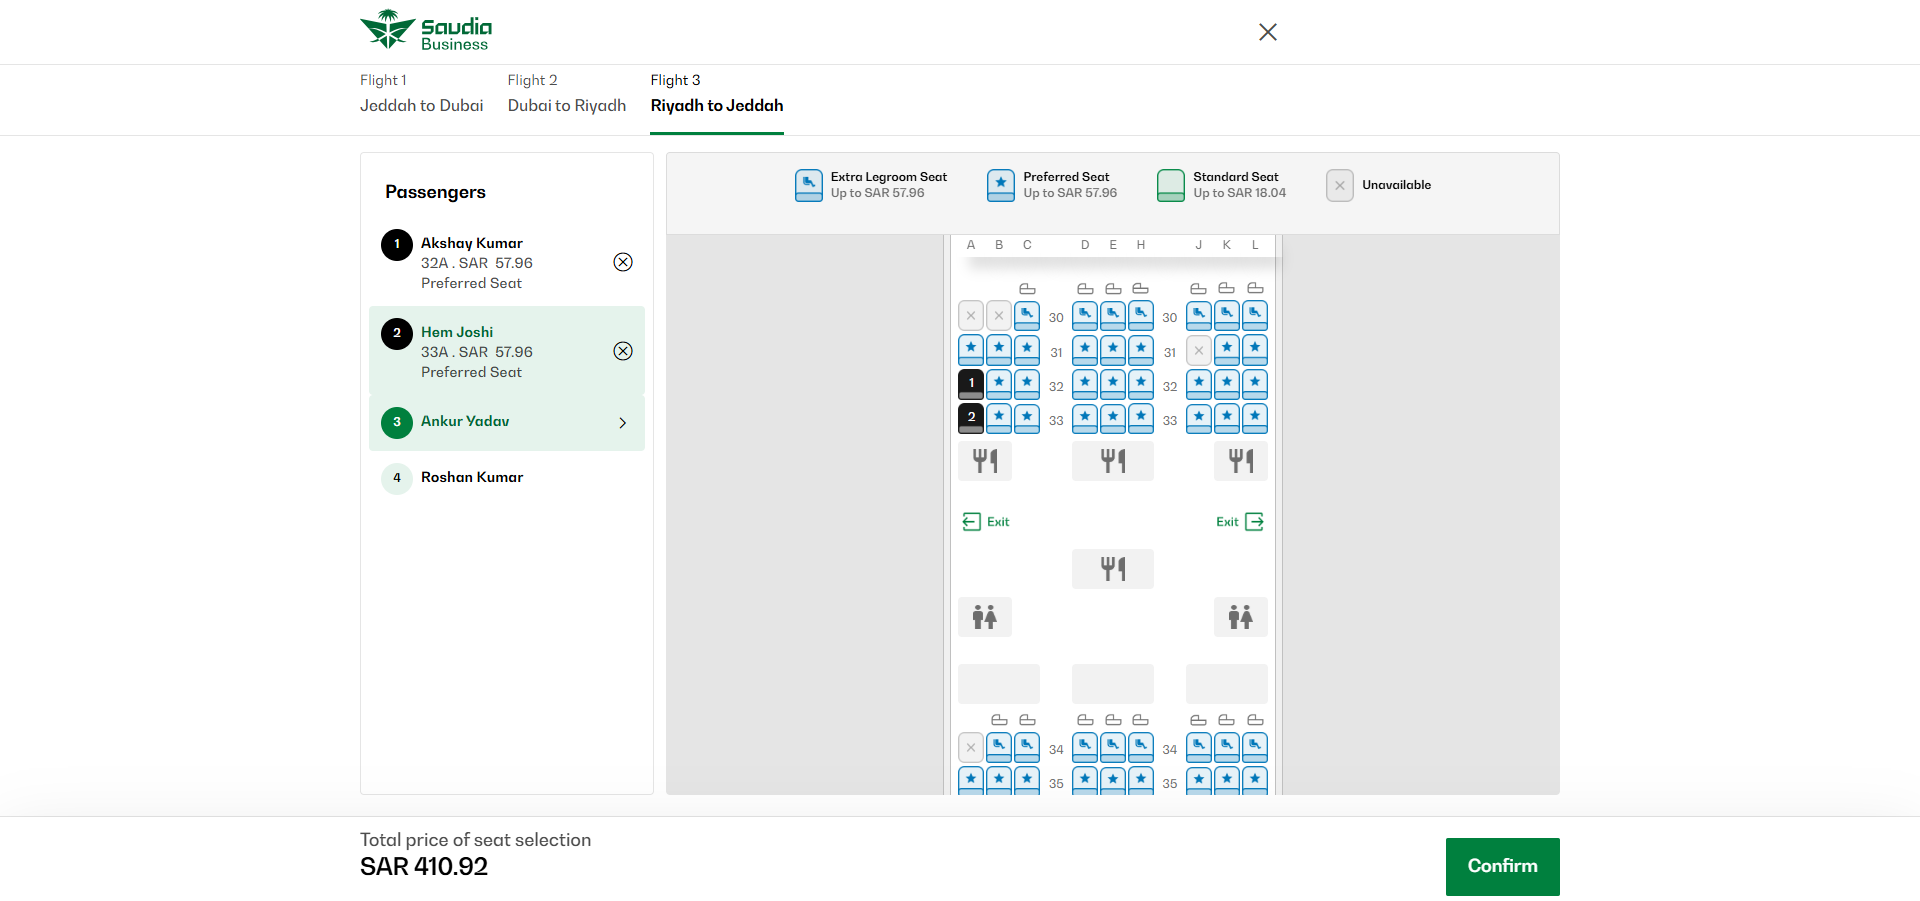 Saudia
Business
Flight 1
Jeddah to Dubai
Flight 2
Dubai to Riyadh
Flight 3
Riyadh to Jeddah
Passengers
1
Akshay Kumar
32A . SAR 57.96
Preferred Seat
2
Hem Joshi
33A . SAR 57.96
Preferred Seat
3
Ankur Yadav
4
Roshan Kumar
Extra Legroom Seat
Up to SAR 57.96
Preferred Seat
Up to SAR 57.96
Standard Seat
Up to SAR 18.04
Unavailable
A B C D E H J K L
30 30
31 31
1 32 32
2 33 33
Exit Exit
34 34
35 35
Total price of seat selection
SAR 410.92
Confirm